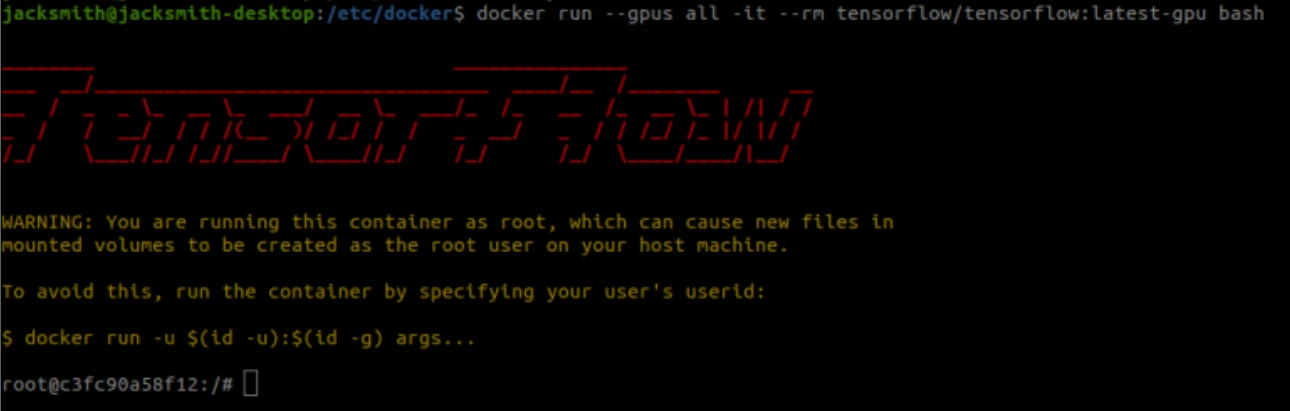 jacksmith@jacksmith-desktop:/etc/docker$ docker run --gpus all -it --rm tensorflow/tensorflow:latest-gpu bash
TensorFlow
WARNING: You are running this container as root, which can cause new files in
mounted volumes to be created as the root user on your host machine.
To avoid this, run the container by specifying your user's userid:
$ docker run -u $(id -u):$(id -g) args...
root@c3fc90a58f12:/#